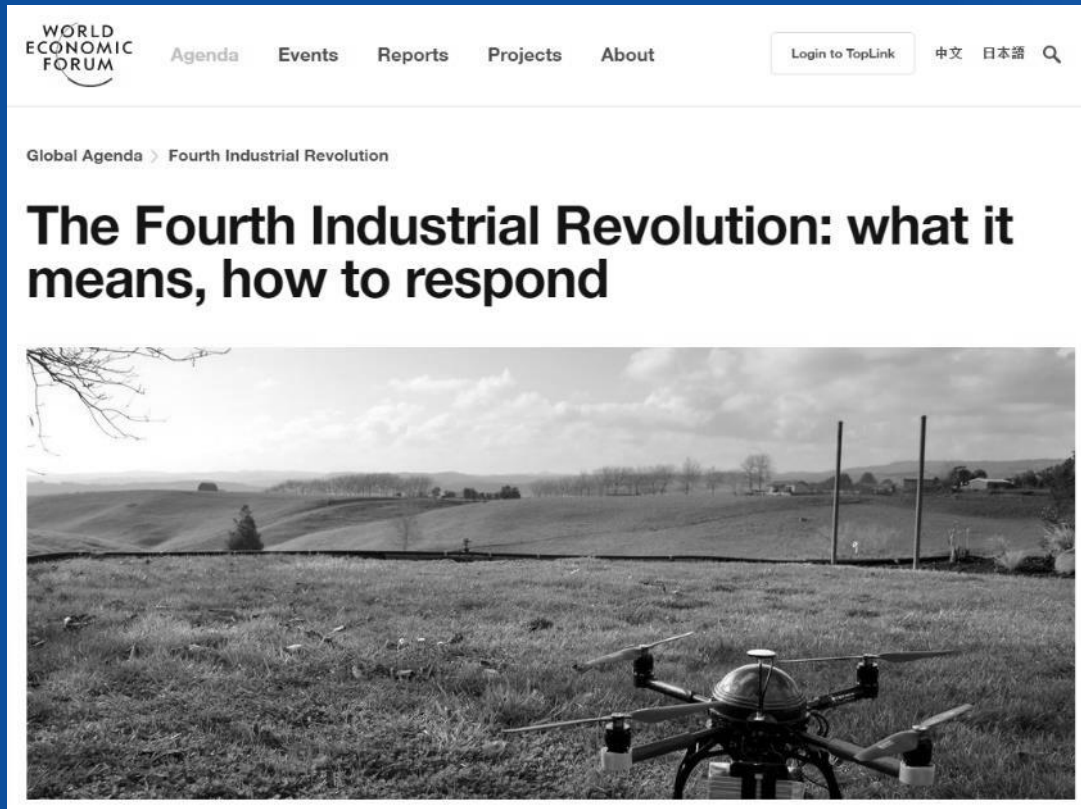 WORLD
ECONOMIC
FORUM
Agenda Events Reports Projects About Login to TopLink 中文 日本語
Global Agenda > Fourth Industrial Revolution
The Fourth Industrial Revolution: what it
means, how to respond